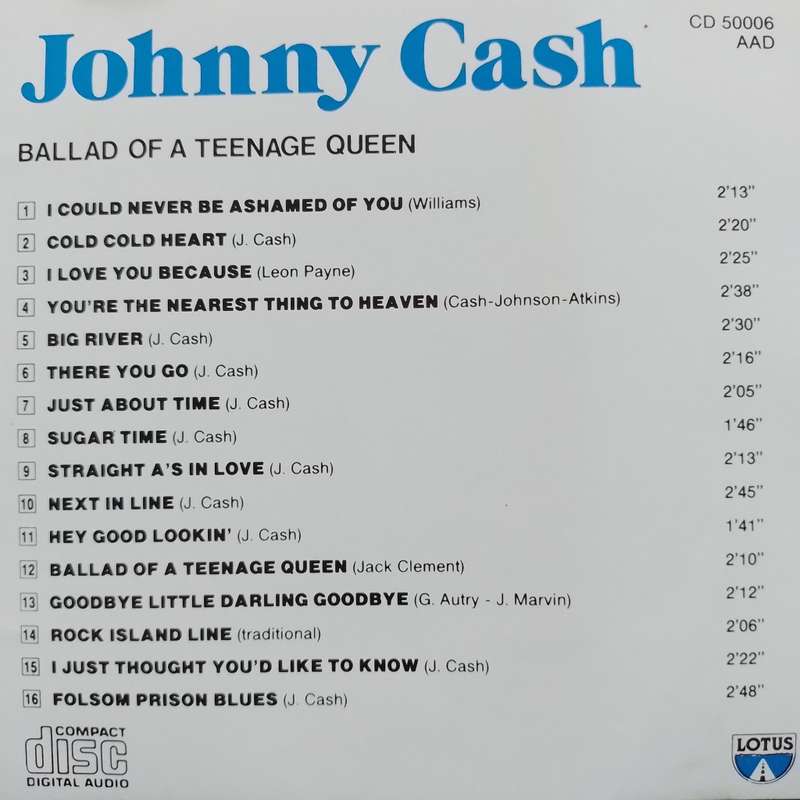 Johnny Cash
CD 50006
AAD
BALLAD OF A TEENAGE QUEEN
1 I COULD NEVER BE ASHAMED OF YOU (Williams) 2'13"
2 COLD COLD HEART (J. Cash) 2'20"
3 I LOVE YOU BECAUSE (Leon Payne) 2'25"
4 YOU'RE THE NEAREST THING TO HEAVEN (Cash-Johnson-Atkins) 2'38"
5 BIG RIVER (J. Cash) 2'30"
6 THERE YOU GO (J. Cash) 2'16"
7 JUST ABOUT TIME (J. Cash) 2'05"
8 SUGAR TIME (J. Cash) 1'46"
9 STRAIGHT A'S IN LOVE (J. Cash) 2'13"
10 NEXT IN LINE (J. Cash) 2'45"
11 HEY GOOD LOOKIN' (J. Cash) 1'41"
12 BALLAD OF A TEENAGE QUEEN (Jack Clement) 2'10"
13 GOODBYE LITTLE DARLING GOODBYE (G. Autry - J. Marvin) 2'12"
14 ROCK ISLAND LINE (traditional) 2'06"
15 I JUST THOUGHT YOU'D LIKE TO KNOW (J. Cash) 2'22"
16 FOLSOM PRISON BLUES (J. Cash) 2'48"
COMPACT
disc
DIGITAL AUDIO
LOTUS